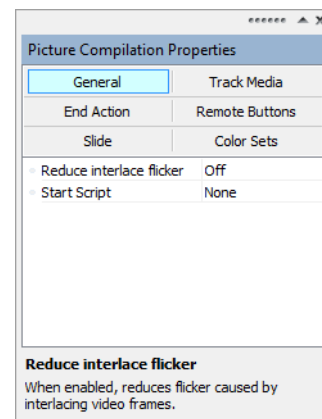 Picture Compilation Properties
General Track Media
End Action Remote Buttons
Slide Color Sets
Reduce interlace flicker Off
Start Script None
Reduce interlace flicker
When enabled, reduces flicker caused by
interlacing video frames.